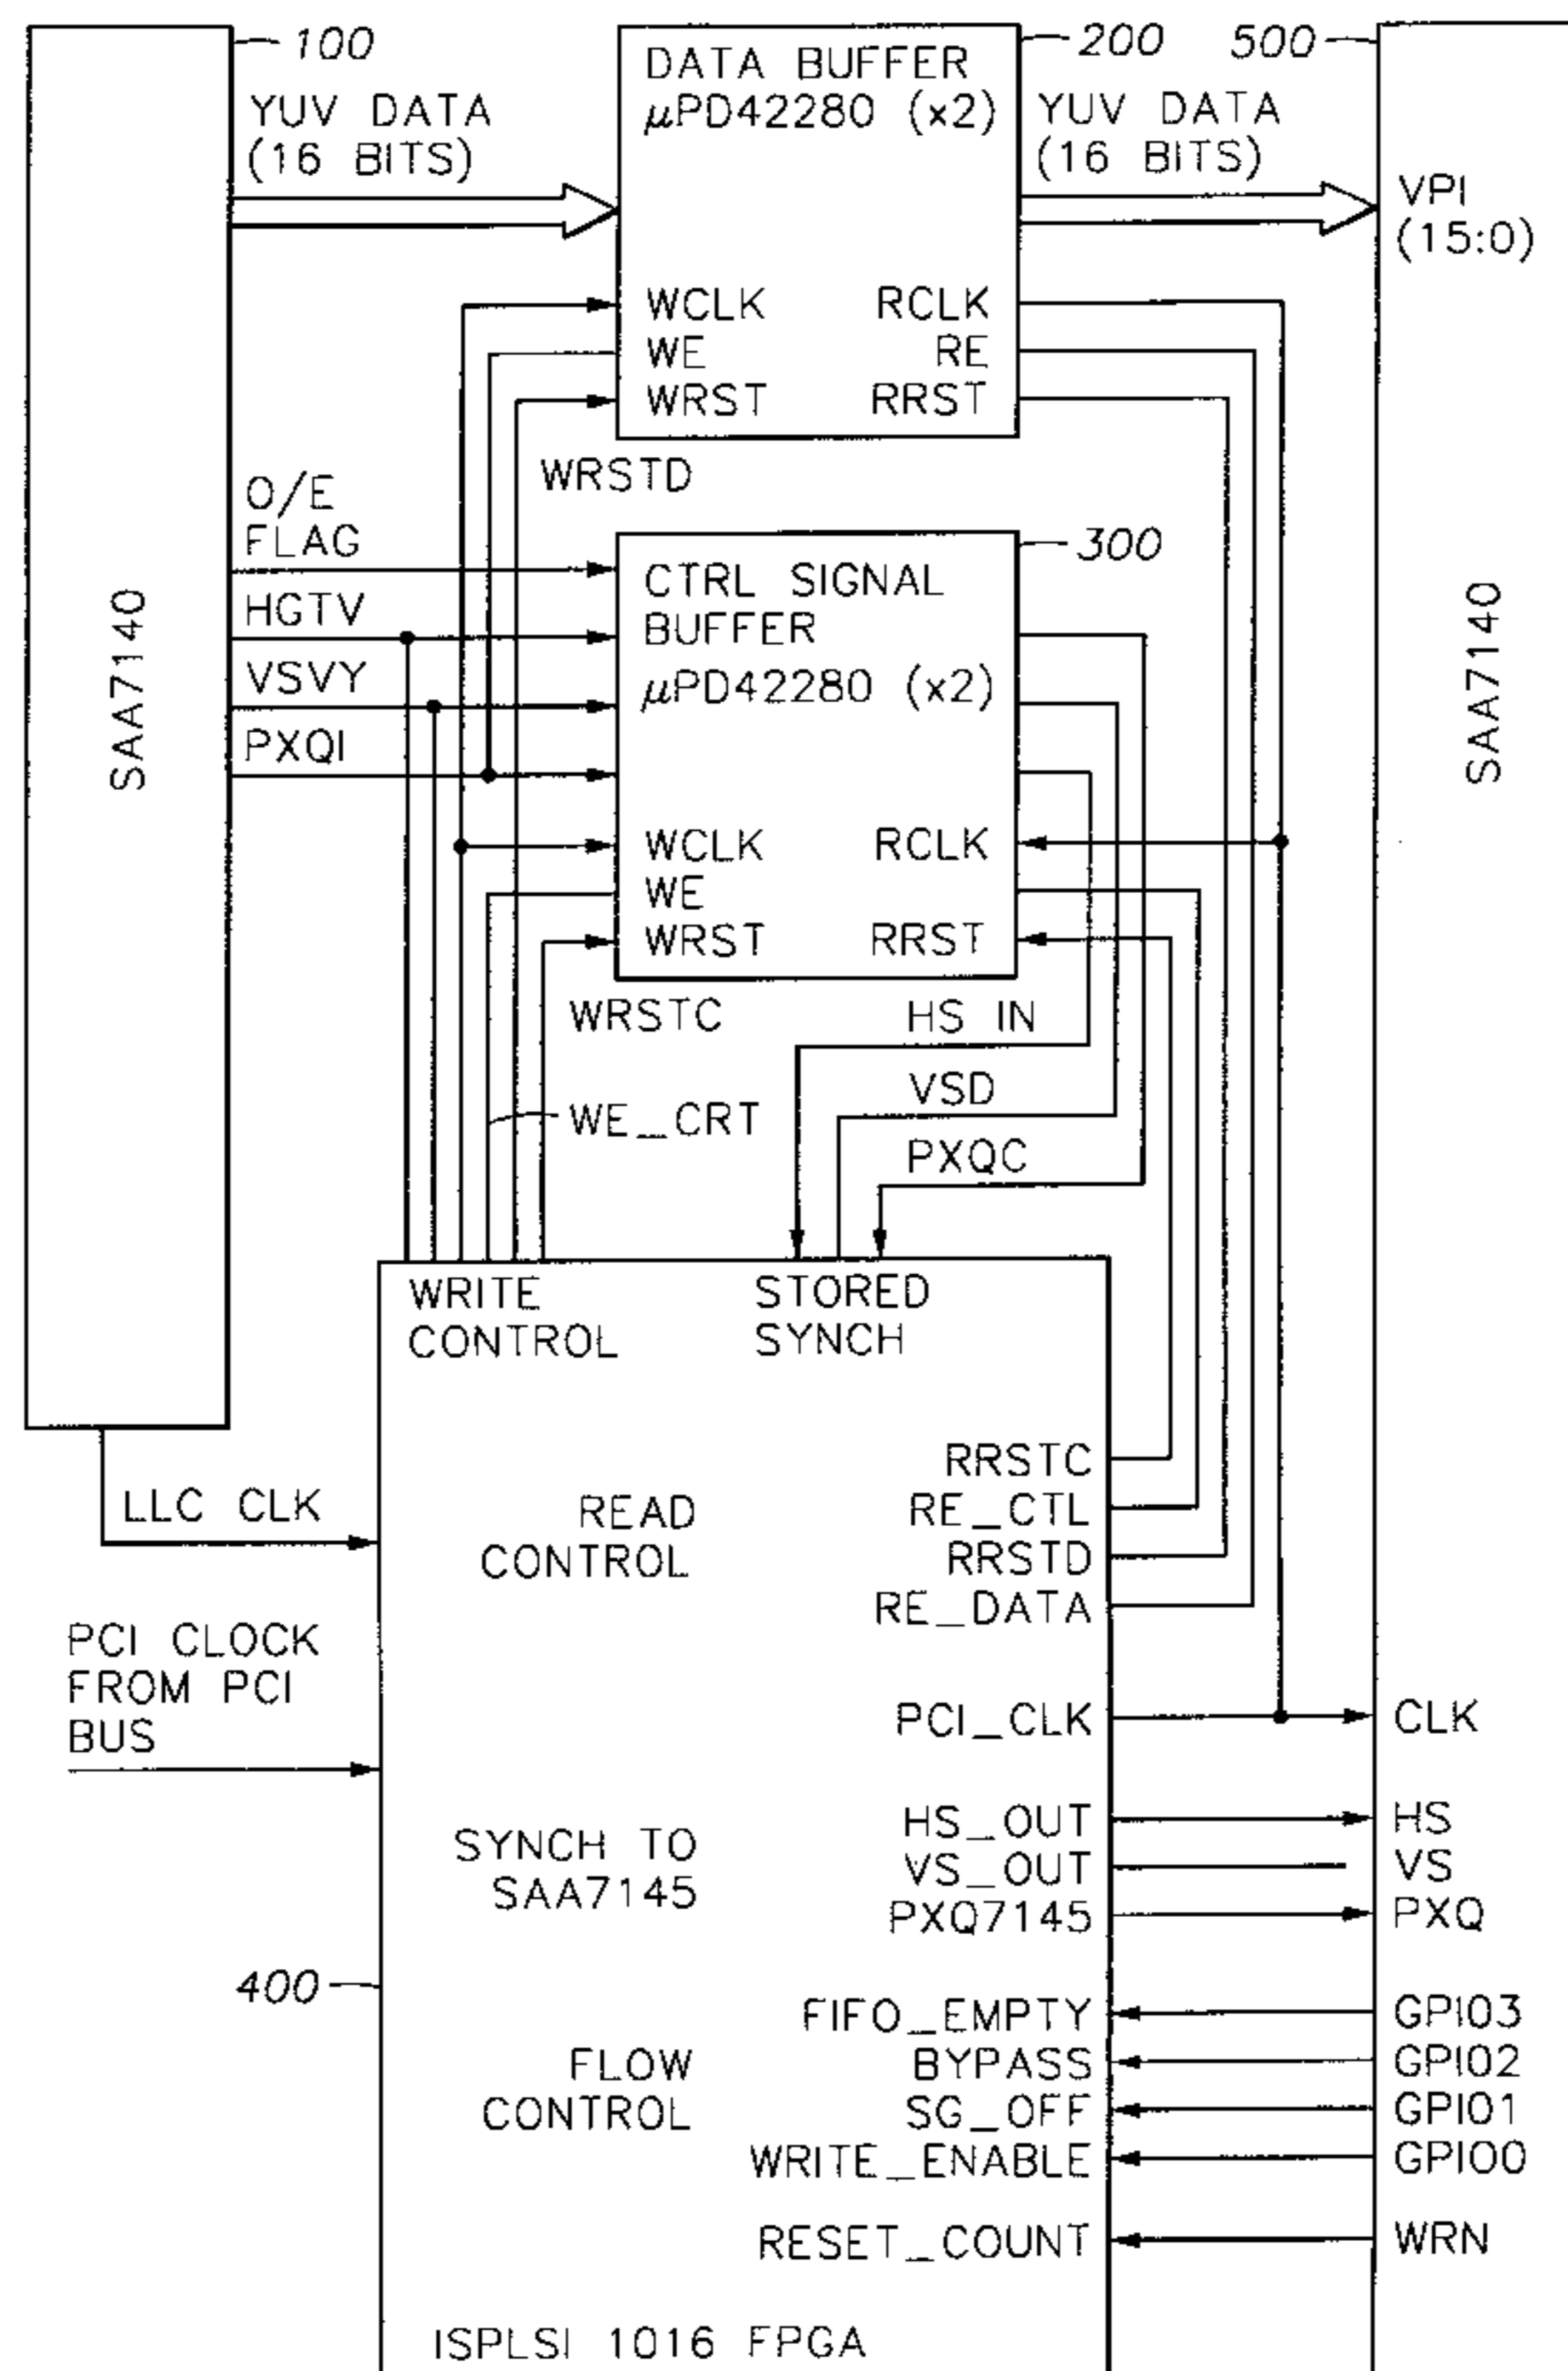 100
SAA7140
YUV DATA
(16 BITS)
O/E
FLAG
HGTV
VSVY
PXQI
200
DATA BUFFER
µPD42280 (x2)
WCLK
WE
WRST
RCLK
RE
RRST
YUV DATA
(16 BITS)
WRSTD
300
CTRL SIGNAL
BUFFER
µPD42280 (x2)
WCLK
WE
WRST
RCLK
RRST
WRSTC
WE_CRT
HS IN
VSD
PXQC
500
VPI
(15:0)
SAA7140
WRITE
CONTROL
STORED
SYNCH
LLC CLK
READ
CONTROL
RRSTC
RE_CTL
RRSTD
RE_DATA
PCI CLOCK
FROM PCI
BUS
PCI_CLK
CLK
SYNCH TO
SAA7145
HS_OUT
VS_OUT
PXQ7145
HS
VS
PXQ
400
FLOW
CONTROL
FIFO_EMPTY
BYPASS
SG_OFF
WRITE_ENABLE
RESET_COUNT
GPIO3
GPIO2
GPIO1
GPIO0
WRN
ISPLSI 1016 FPGA